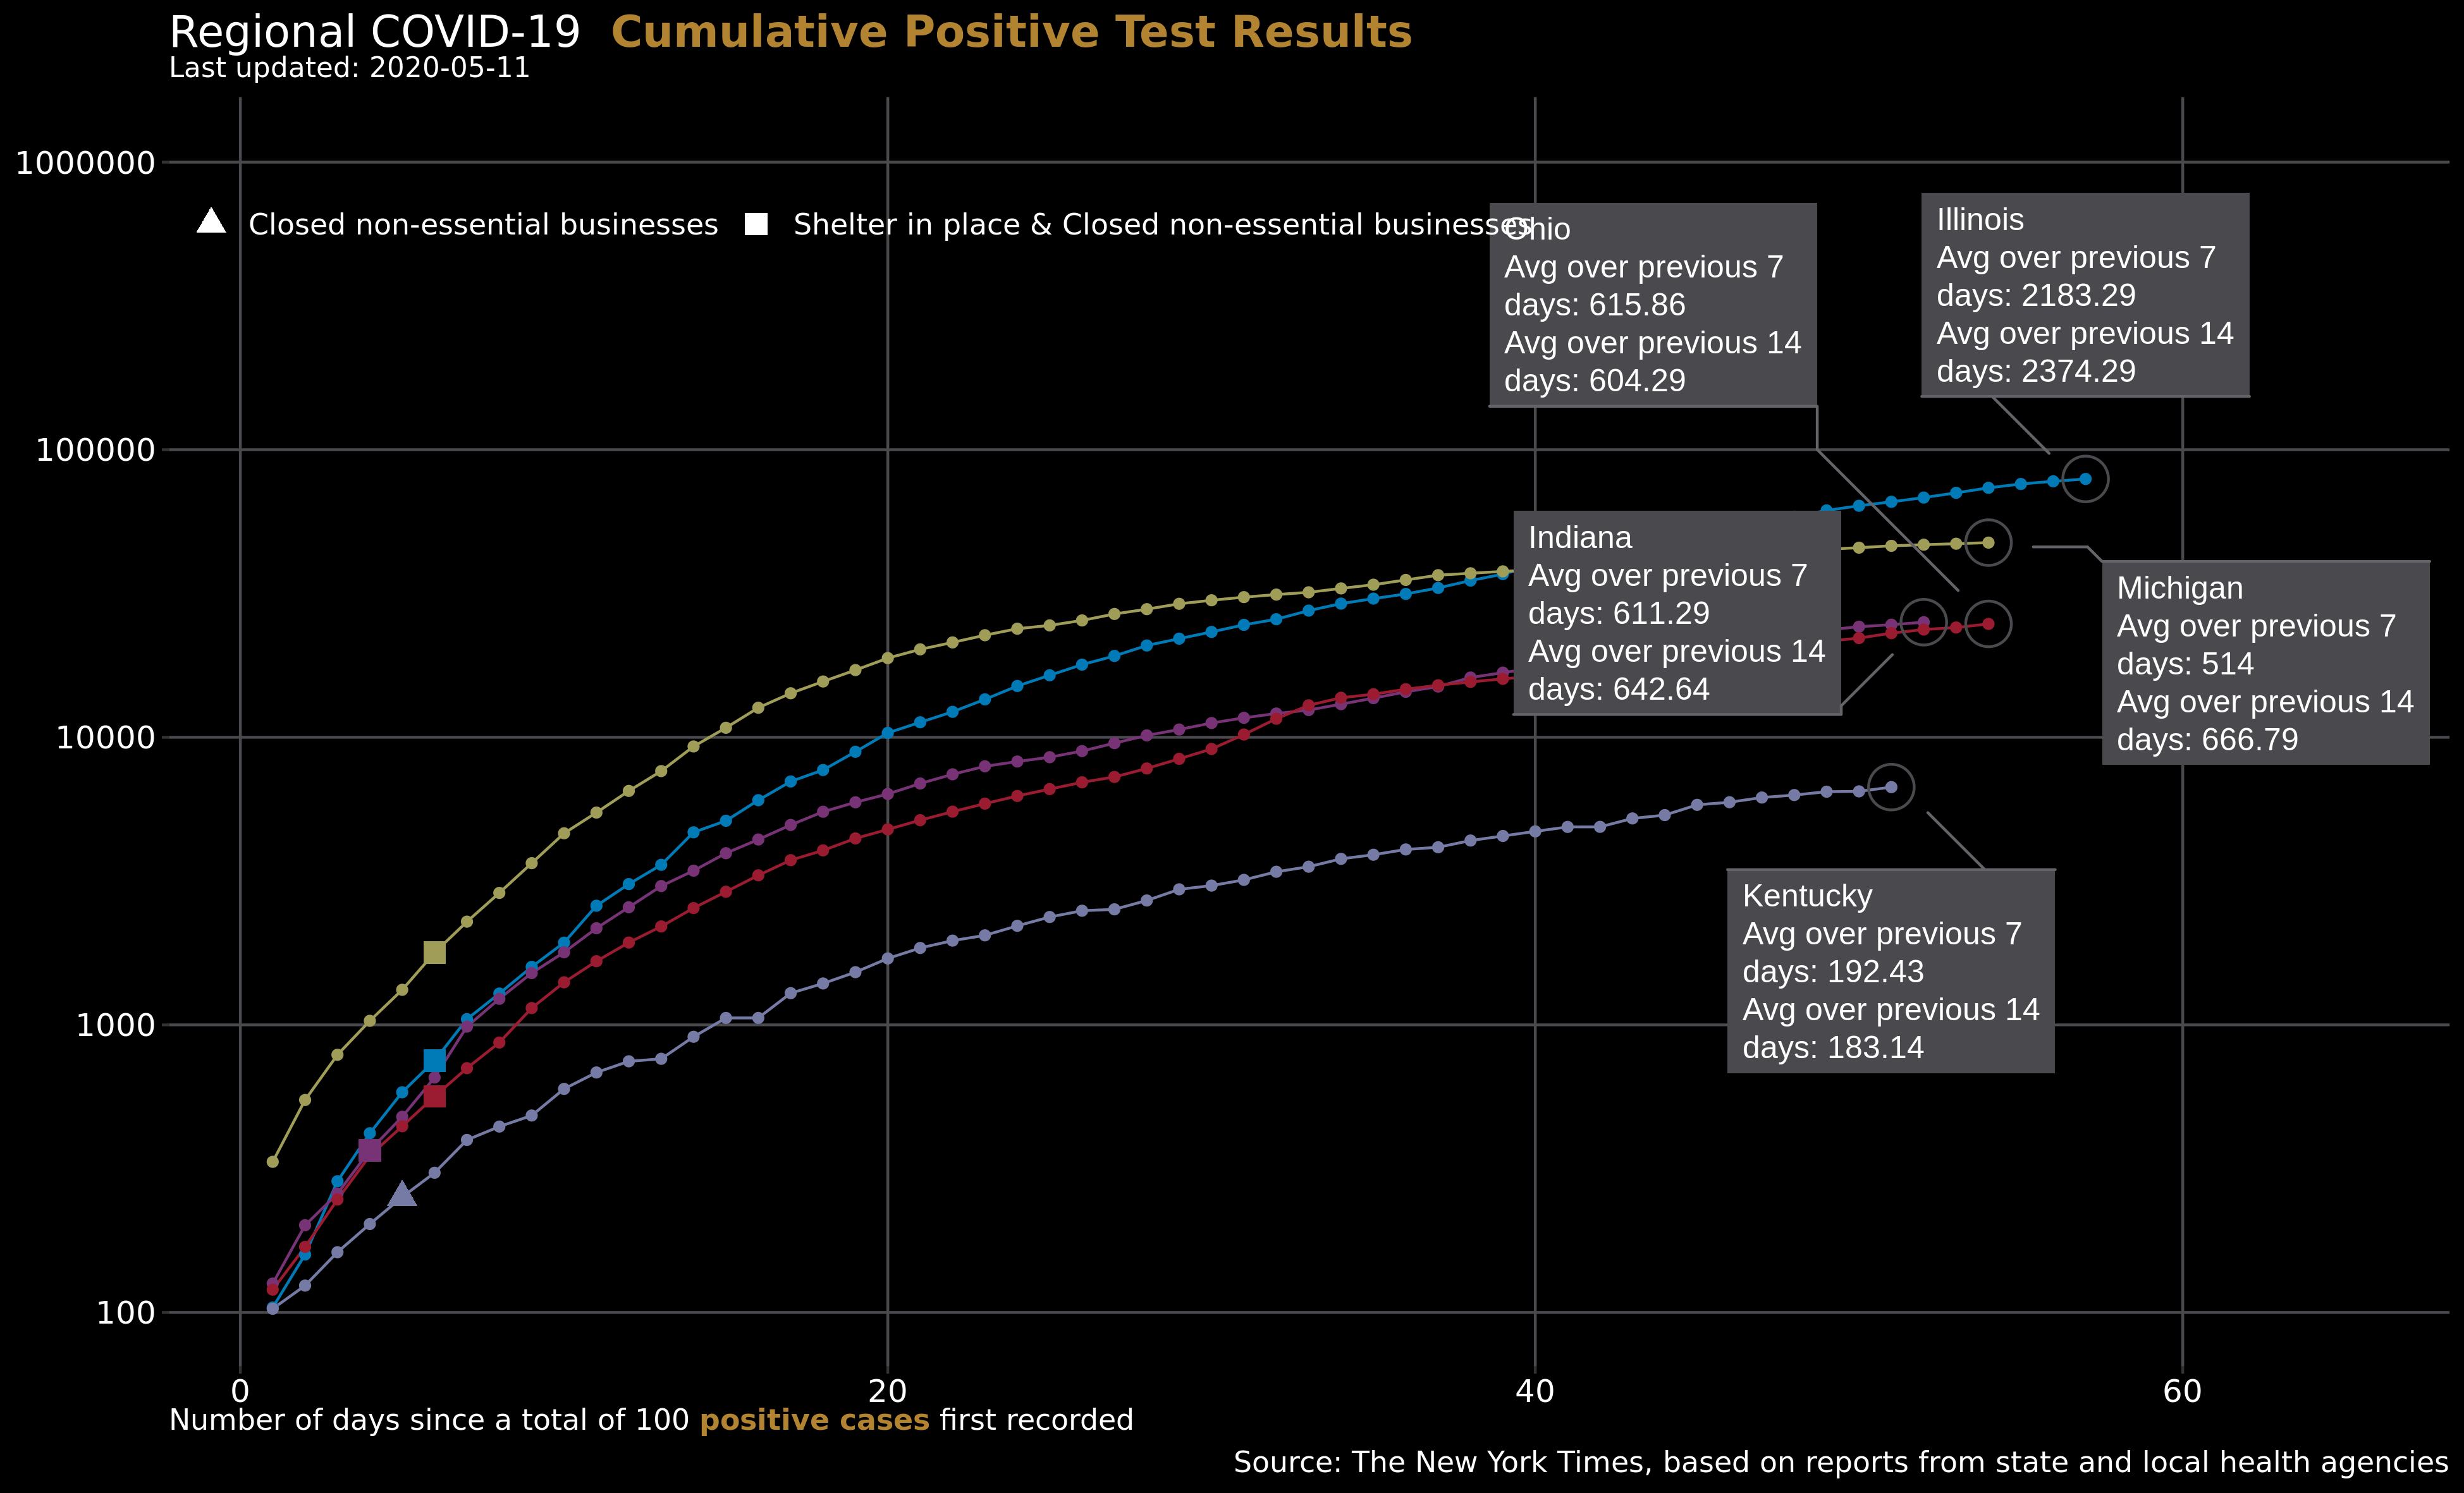 Regional COVID-19 Cumulative Positive Test Results
Last updated: 2020-05-11
1000000
100000
10000
1000
100
Closed non-essential businesses
Shelter in place & Closed non-essential businesses
Ohio
Avg over previous 7
days: 615.86
Avg over previous 14
days: 604.29
Illinois
Avg over previous 7
days: 2183.29
Avg over previous 14
days: 2374.29
Indiana
Avg over previous 7
days: 611.29
Avg over previous 14
days: 642.64
Michigan
Avg over previous 7
days: 514
Avg over previous 14
days: 666.79
Kentucky
Avg over previous 7
days: 192.43
Avg over previous 14
days: 183.14
0
20
40
60
Number of days since a total of 100 positive cases first recorded
Source: The New York Times, based on reports from state and local health agencies